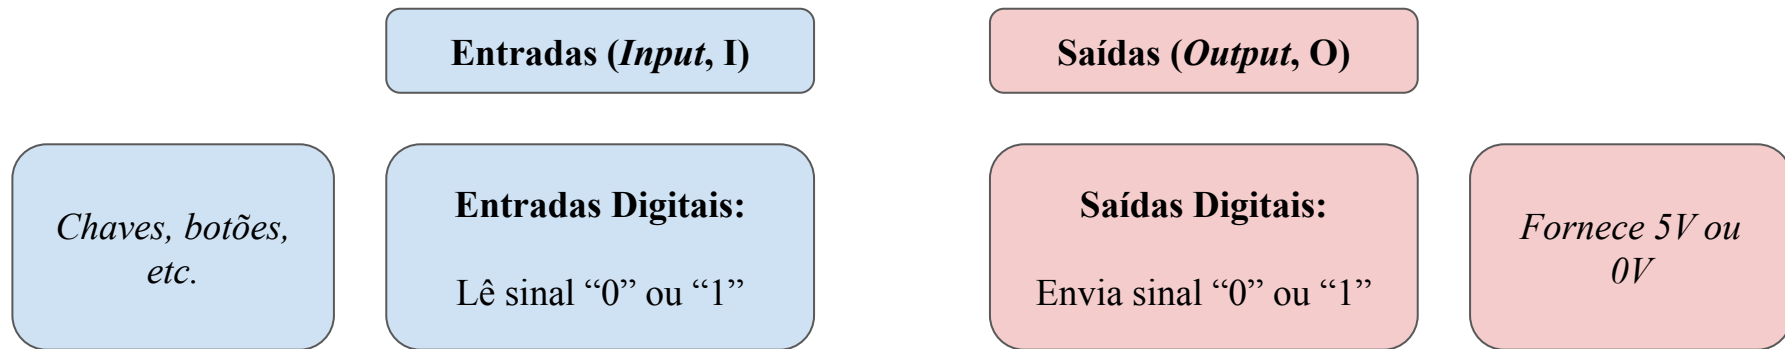 Entradas (Input, I)
Saídas (Output, O)
Chaves, botões,
etc.
Entradas Digitais:
Lê sinal “0” ou “1”
Saídas Digitais:
Envia sinal “0” ou “1”
Fornece 5V ou
0V